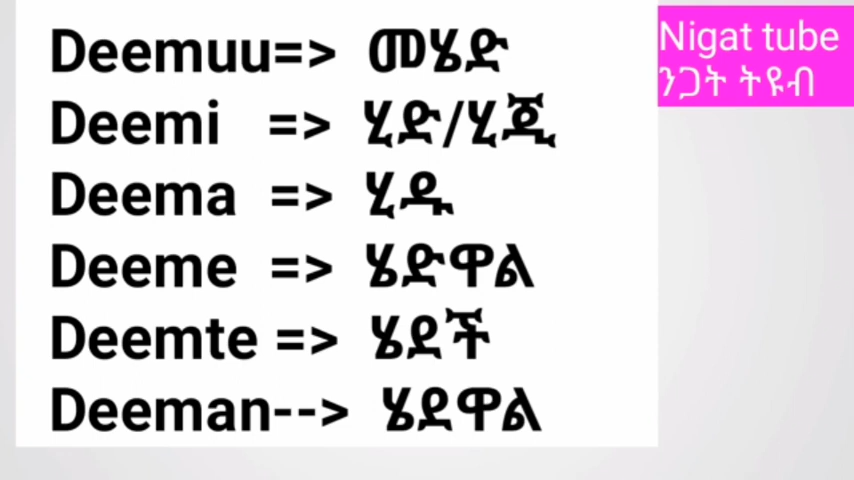 Deemuu=> መሄድ
Deemi => ሂድ/ሂጂ
Deema => ሂዱ
Deeme => ሄድዋል
Deemte => ሄደች
Deeman--> ሄደዋል
Nigat tube
ንጋት ትዩብ